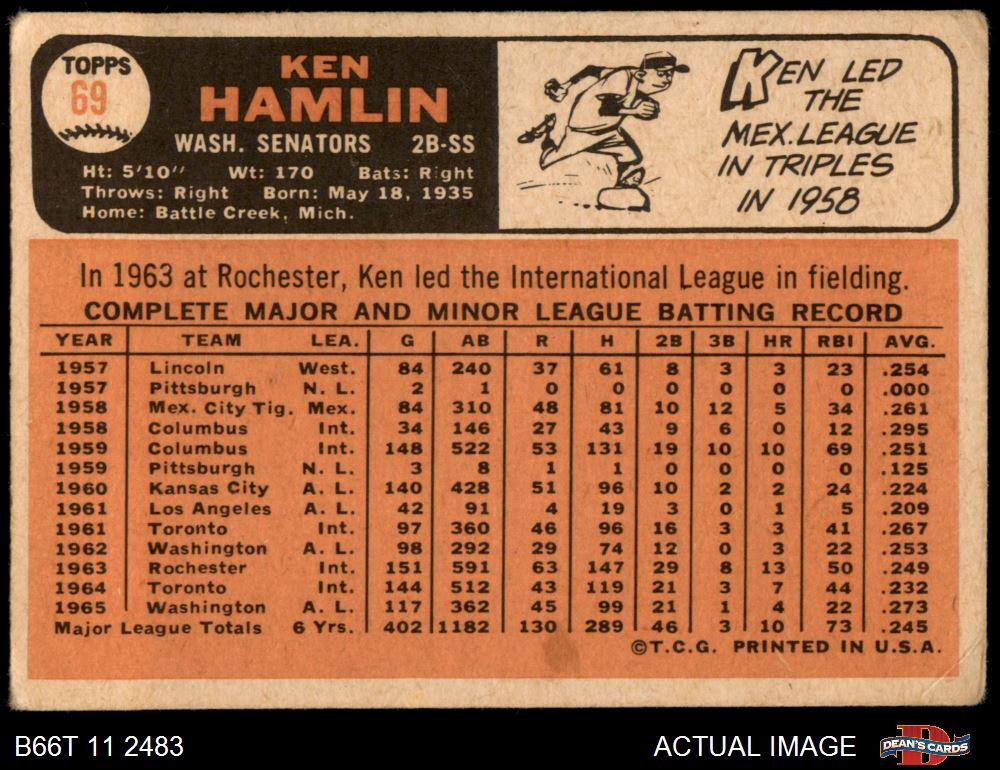 TOPPS
69
KEN
HAMLIN
WASH. SENATORS 2B-SS
Ht: 5'10" Wt: 170 Bats: Right
Throws: Right Born: May 18, 1935
Home: Battle Creek, Mich.
KEN LED
THE
MEX. LEAGUE
IN TRIPLES
IN 1958
In 1963 at Rochester, Ken led the International League in fielding.
COMPLETE MAJOR AND MINOR LEAGUE BATTING RECORD
YEAR TEAM LEA. G AB R H 2B 3B HR RBI AVG.
1957 Lincoln West. 84 240 37 61 8 3 3 23 .254
1957 Pittsburgh N. L. 2 1 0 0 0 0 0 0 .000
1958 Mex. City Tig. Mex. 84 310 48 81 10 12 5 34 .261
1958 Columbus Int. 34 146 27 43 9 6 0 12 .295
1959 Columbus Int. 148 522 53 131 19 10 10 69 .251
1959 Pittsburgh N. L. 3 8 1 1 0 0 0 0 .125
1960 Kansas City A. L. 140 428 51 96 10 2 2 24 .224
1961 Los Angeles A. L. 42 91 4 19 3 0 1 5 .209
1961 Toronto Int. 97 360 46 96 16 3 3 41 .267
1962 Washington A. L. 98 292 29 74 12 0 3 22 .253
1963 Rochester Int. 151 591 63 147 29 8 13 50 .249
1964 Toronto Int. 144 512 43 119 21 3 7 44 .232
1965 Washington A. L. 117 362 45 99 21 1 4 22 .273
Major League Totals 6 Yrs. 402 1182 130 289 46 3 10 73 .245
©T.C.G. PRINTED IN U.S.A.
B66T 11 2483
ACTUAL IMAGE
D
DEAN'S CARDS